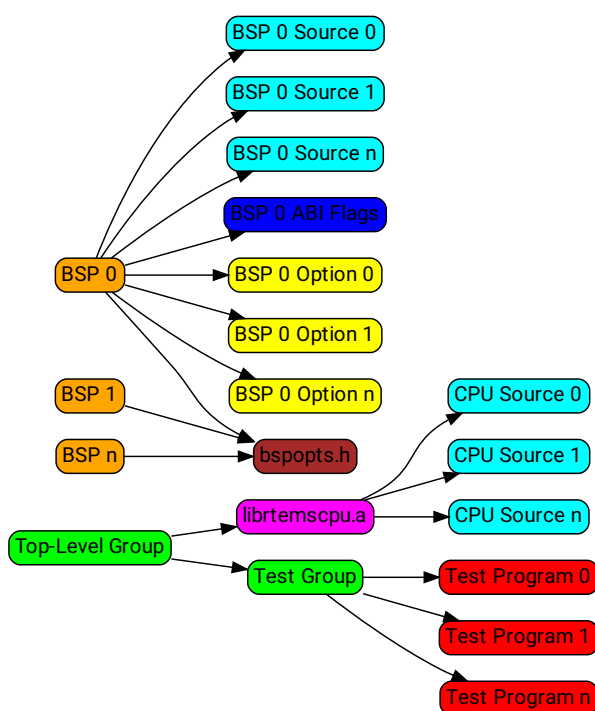 BSP 0 Source 0
BSP 0 Source 1
BSP 0 Source n
BSP 0 ABI Flags
BSP 0
BSP 0 Option 0
BSP 0 Option 1
BSP 0 Option n
BSP 1
CPU Source 0
BSP n
bspopts.h
CPU Source 1
librtemscpu.a
CPU Source n
Top-Level Group
Test Group
Test Program 0
Test Program 1
Test Program n